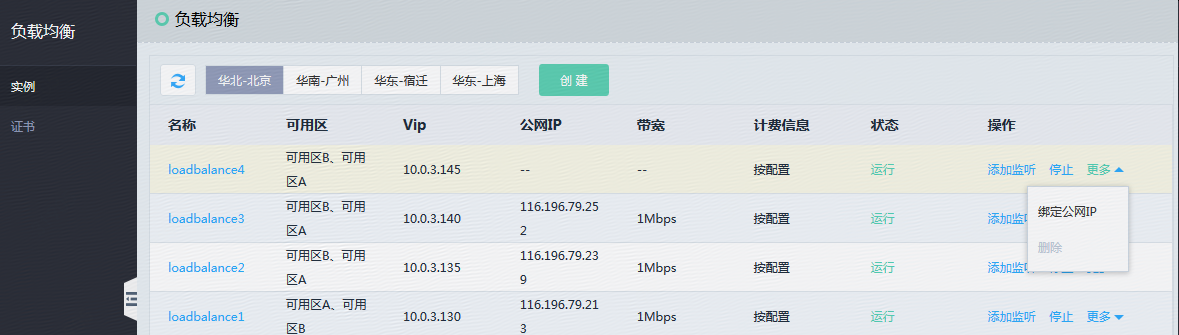 负载均衡
负载均衡
实例
证书
华北-北京 华南-广州 华东-宿迁 华东-上海 创 建
名称 可用区 Vip 公网IP 带宽 计费信息 状态 操作
loadbalance4 可用区B、可用 10.0.3.145 -- -- 按配置 运行 添加监听 停止 更多
区A
绑定公网IP
删除
loadbalance3 可用区B、可用 10.0.3.140 116.196.79.25 1Mbps 按配置 运行 添加监
区A 2
loadbalance2 可用区B、可用 10.0.3.135 116.196.79.23 1Mbps 按配置 运行 添加监
区A 9
loadbalance1 可用区A、可用 10.0.3.130 116.196.79.21 1Mbps 按配置 运行 添加监听 停止 更多
区B 3